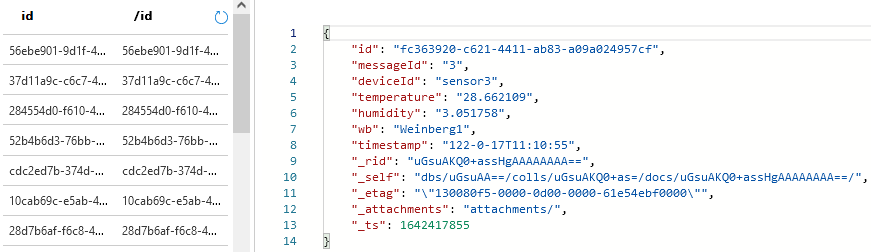 id /id
56ebe901-9d1f-4... 56ebe901-9d1f-4...
37d11a9c-c6c7-4... 37d11a9c-c6c7-4...
284554d0-f610-4... 284554d0-f610-4...
52b4b6d3-76bb-... 52b4b6d3-76bb-...
cdc2ed7b-374d-... cdc2ed7b-374d-...
10cab69c-e5ab-4... 10cab69c-e5ab-4...
28d7b6af-f6c8-4... 28d7b6af-f6c8-4...
1 {
2 "id": "fc363920-c621-4411-ab83-a09a024957cf",
3 "messageId": "3",
4 "deviceId": "sensor3",
5 "temperature": "28.662109",
6 "humidity": "3.051758",
7 "wb": "Weinberg1",
8 "timestamp": "122-0-17T11:10:55",
9 "_rid": "uGsuAKQ0+assHgAAAAAAAA==",
10 "_self": "dbs/uGsuAA==/colls/uGsuAKQ0+as=/docs/uGsuAKQ0+assHgAAAAAAAA==/",
11 "_etag": "\"130080f5-0000-0d00-0000-61e54ebf0000\"",
12 "_attachments": "attachments/",
13 "_ts": 1642417855
14 }